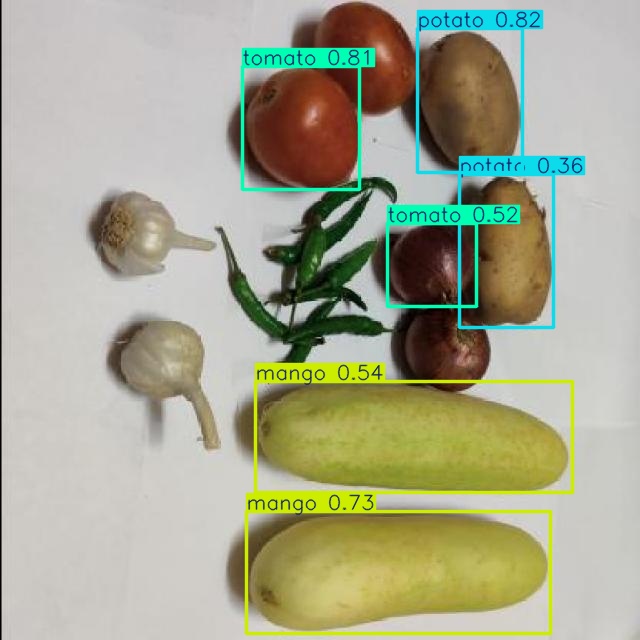 potato 0.82
tomato 0.81
potato 0.36
tomato 0.52
mango 0.54
mango 0.73